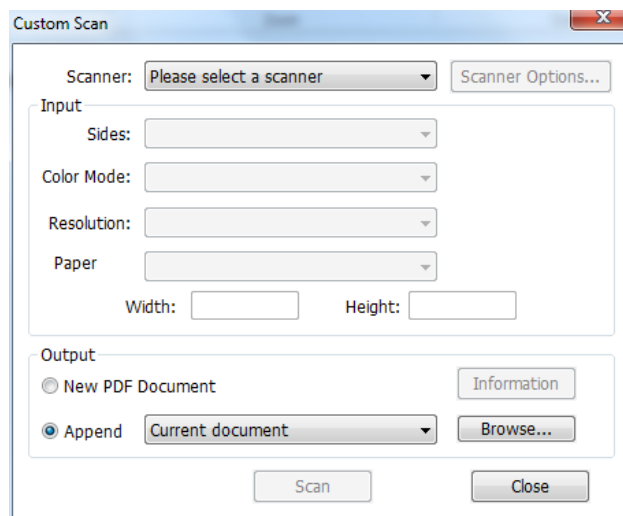 Custom Scan
Scanner: Please select a scanner Scanner Options...
Input
Sides:
Color Mode:
Resolution:
Paper
Width: Height:
Output
New PDF Document Information
Append Current document Browse...
Scan Close